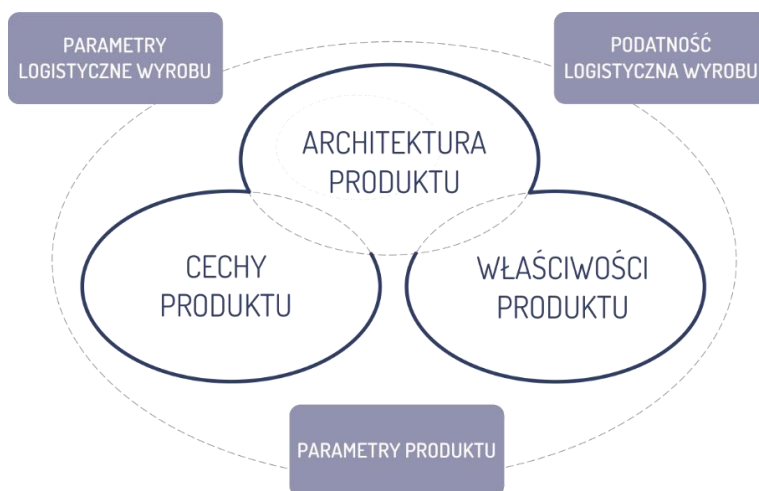 PARAMETRY
LOGISTYCZNE WYROBU
PODATNOŚĆ
LOGISTYCZNA WYROBU
ARCHITEKTURA
PRODUKTU
CECHY
PRODUKTU
WŁAŚCIWOŚCI
PRODUKTU
PARAMETRY PRODUKTU